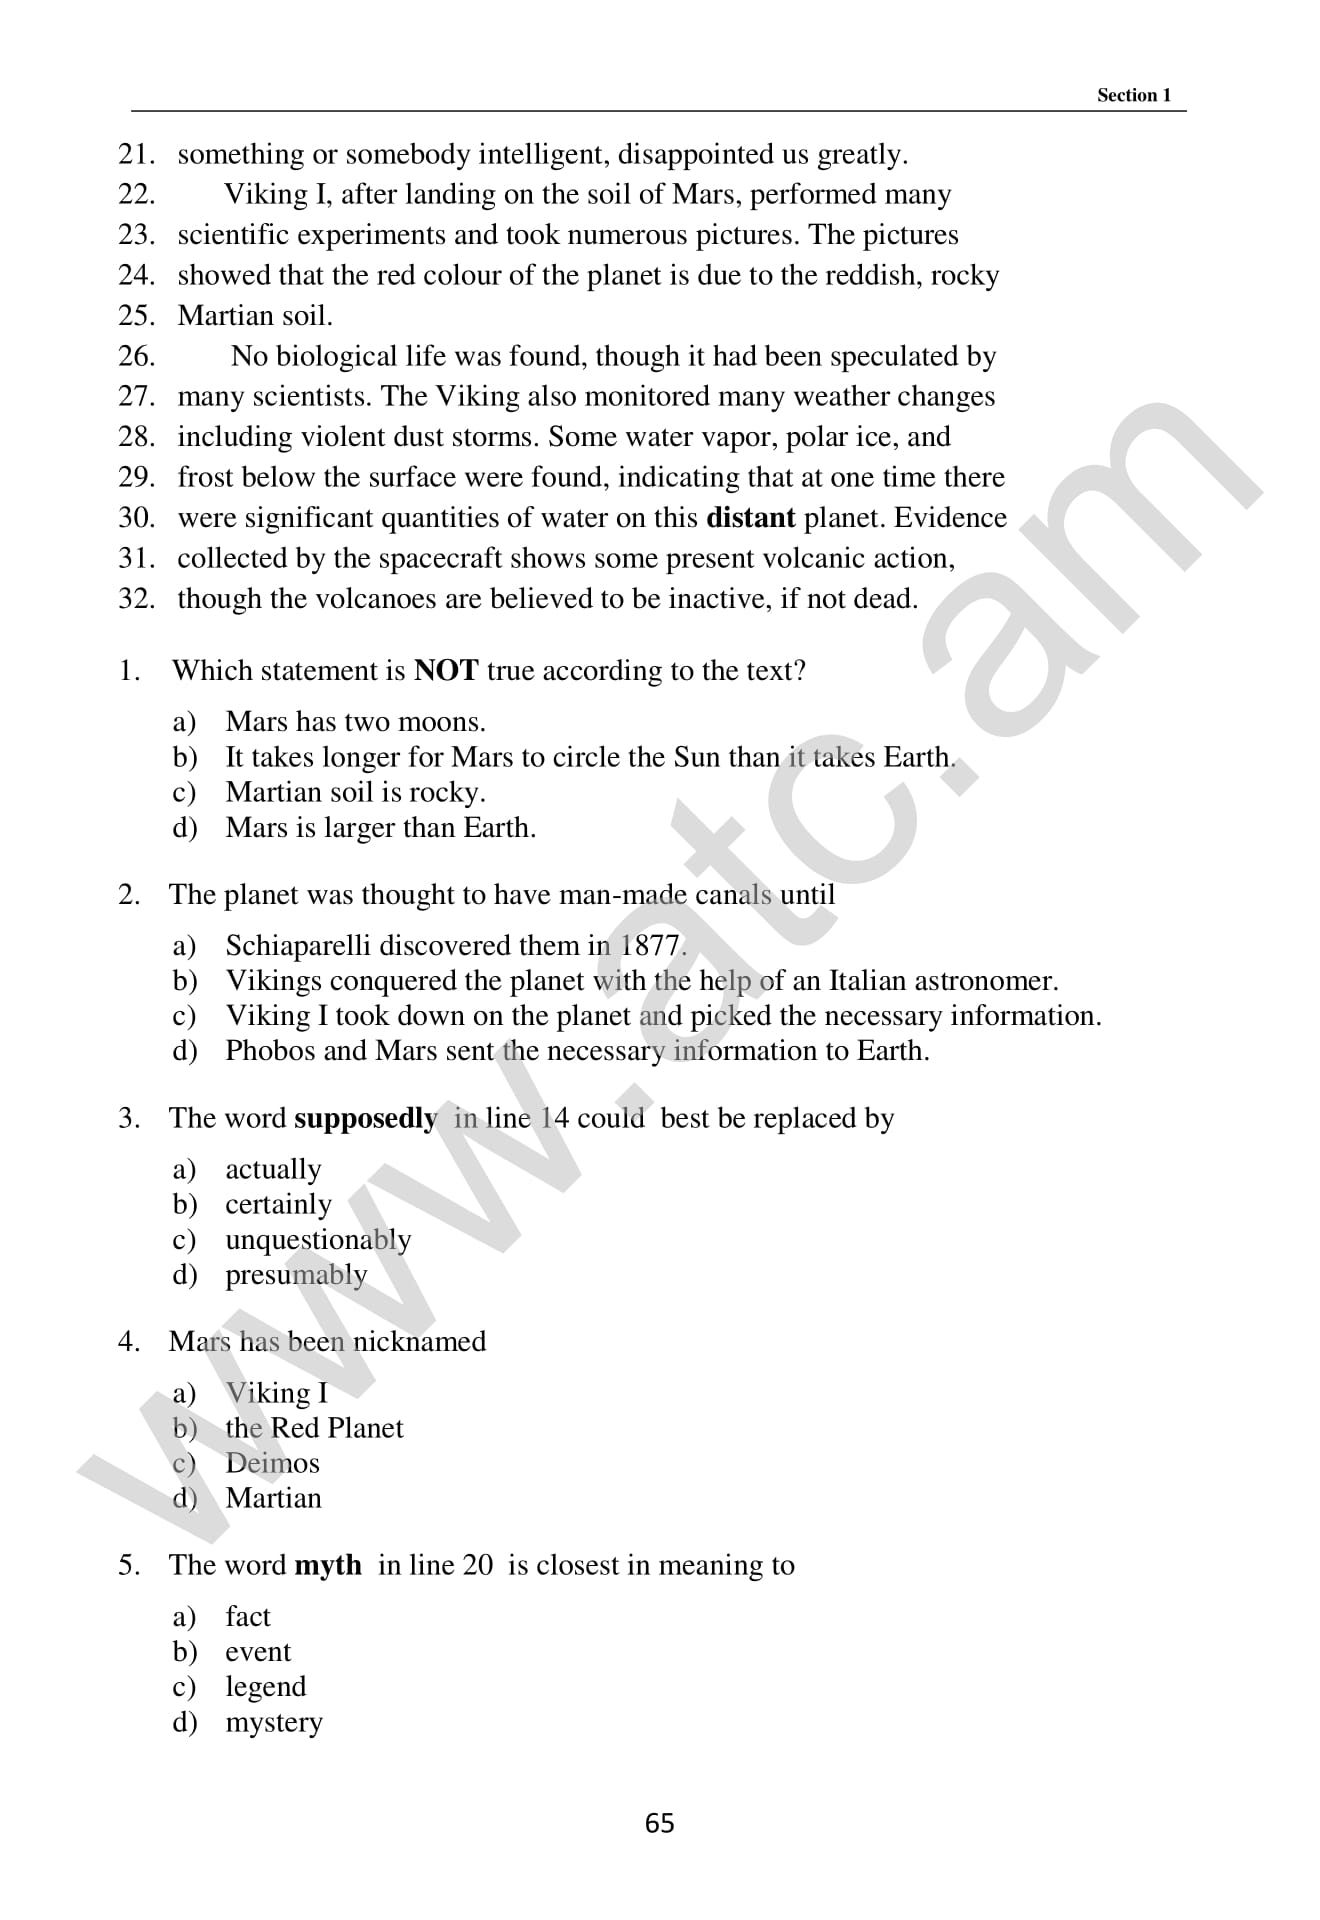 Section 1
21. something or somebody intelligent, disappointed us greatly.
22. Viking I, after landing on the soil of Mars, performed many
23. scientific experiments and took numerous pictures. The pictures
24. showed that the red colour of the planet is due to the reddish, rocky
25. Martian soil.
26. No biological life was found, though it had been speculated by
27. many scientists. The Viking also monitored many weather changes
28. including violent dust storms. Some water vapor, polar ice, and
29. frost below the surface were found, indicating that at one time there
30. were significant quantities of water on this distant planet. Evidence
31. collected by the spacecraft shows some present volcanic action,
32. though the volcanoes are believed to be inactive, if not dead.
1. Which statement is NOT true according to the text?
a) Mars has two moons.
b) It takes longer for Mars to circle the Sun than it takes Earth.
c) Martian soil is rocky.
d) Mars is larger than Earth.
2. The planet was thought to have man-made canals until
a) Schiaparelli discovered them in 1877.
b) Vikings conquered the planet with the help of an Italian astronomer.
c) Viking I took down on the planet and picked the necessary information.
d) Phobos and Mars sent the necessary information to Earth.
3. The word supposedly in line 14 could best be replaced by
a) actually
b) certainly
c) unquestionably
d) presumably
4. Mars has been nicknamed
a) Viking I
b) the Red Planet
c) Deimos
d) Martian
5. The word myth in line 20 is closest in meaning to
a) fact
b) event
c) legend
d) mystery
65
www.atc.am